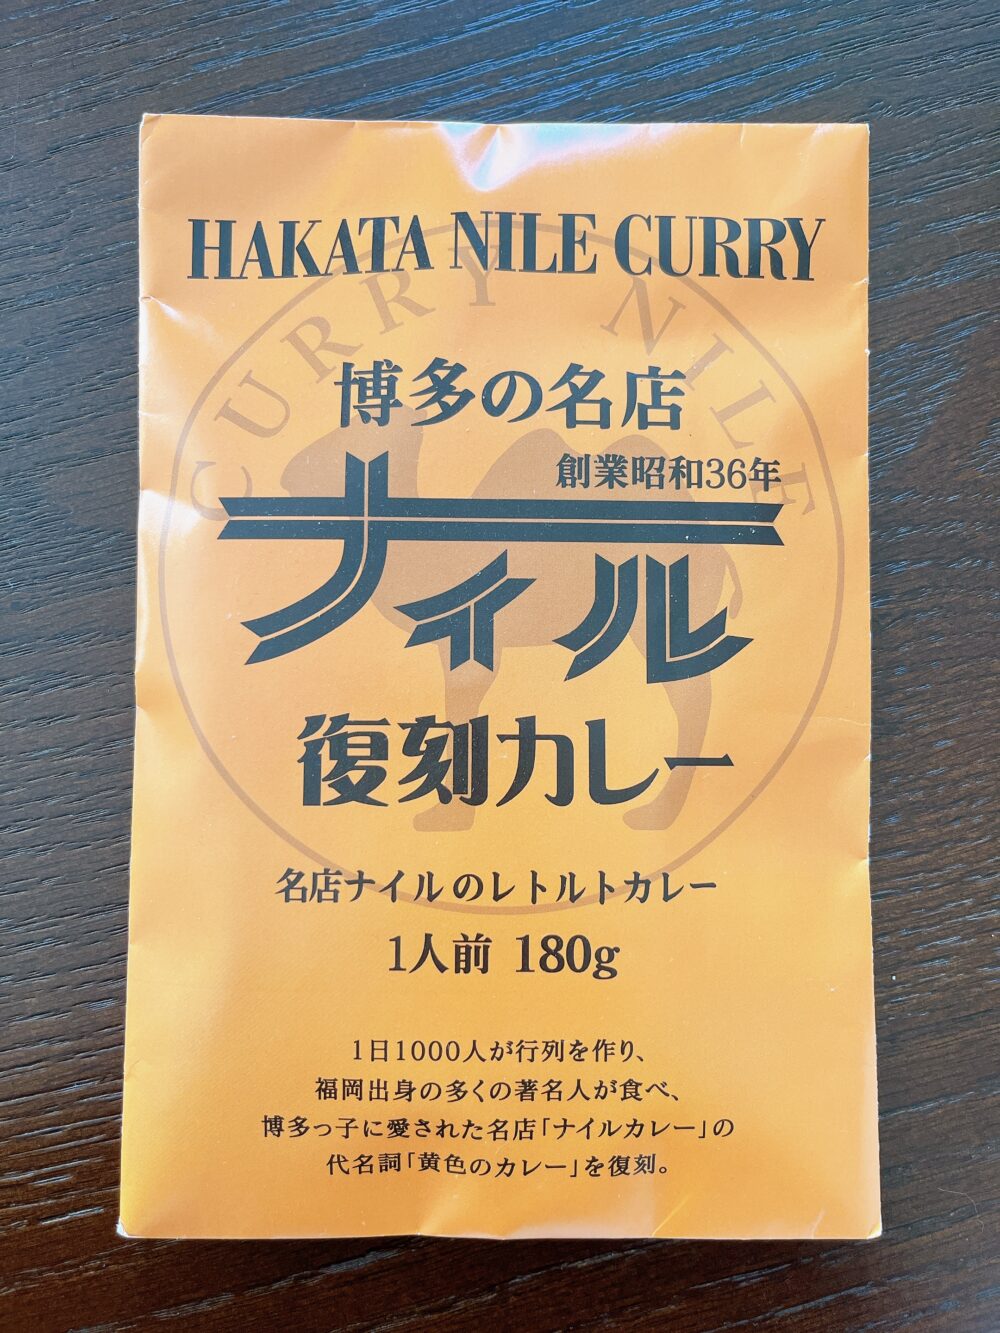 HAKATA NILE CURRY
CURRY NILE
博多の名店
創業昭和36年
ナイル
復刻カレー
名店ナイルのレトルトカレー
1人前 180g
1日1000人が行列を作り、
福岡出身の多くの著名人が食べ、
博多っ子に愛された名店「ナイルカレー」の
代名詞「黄色のカレー」を復刻。